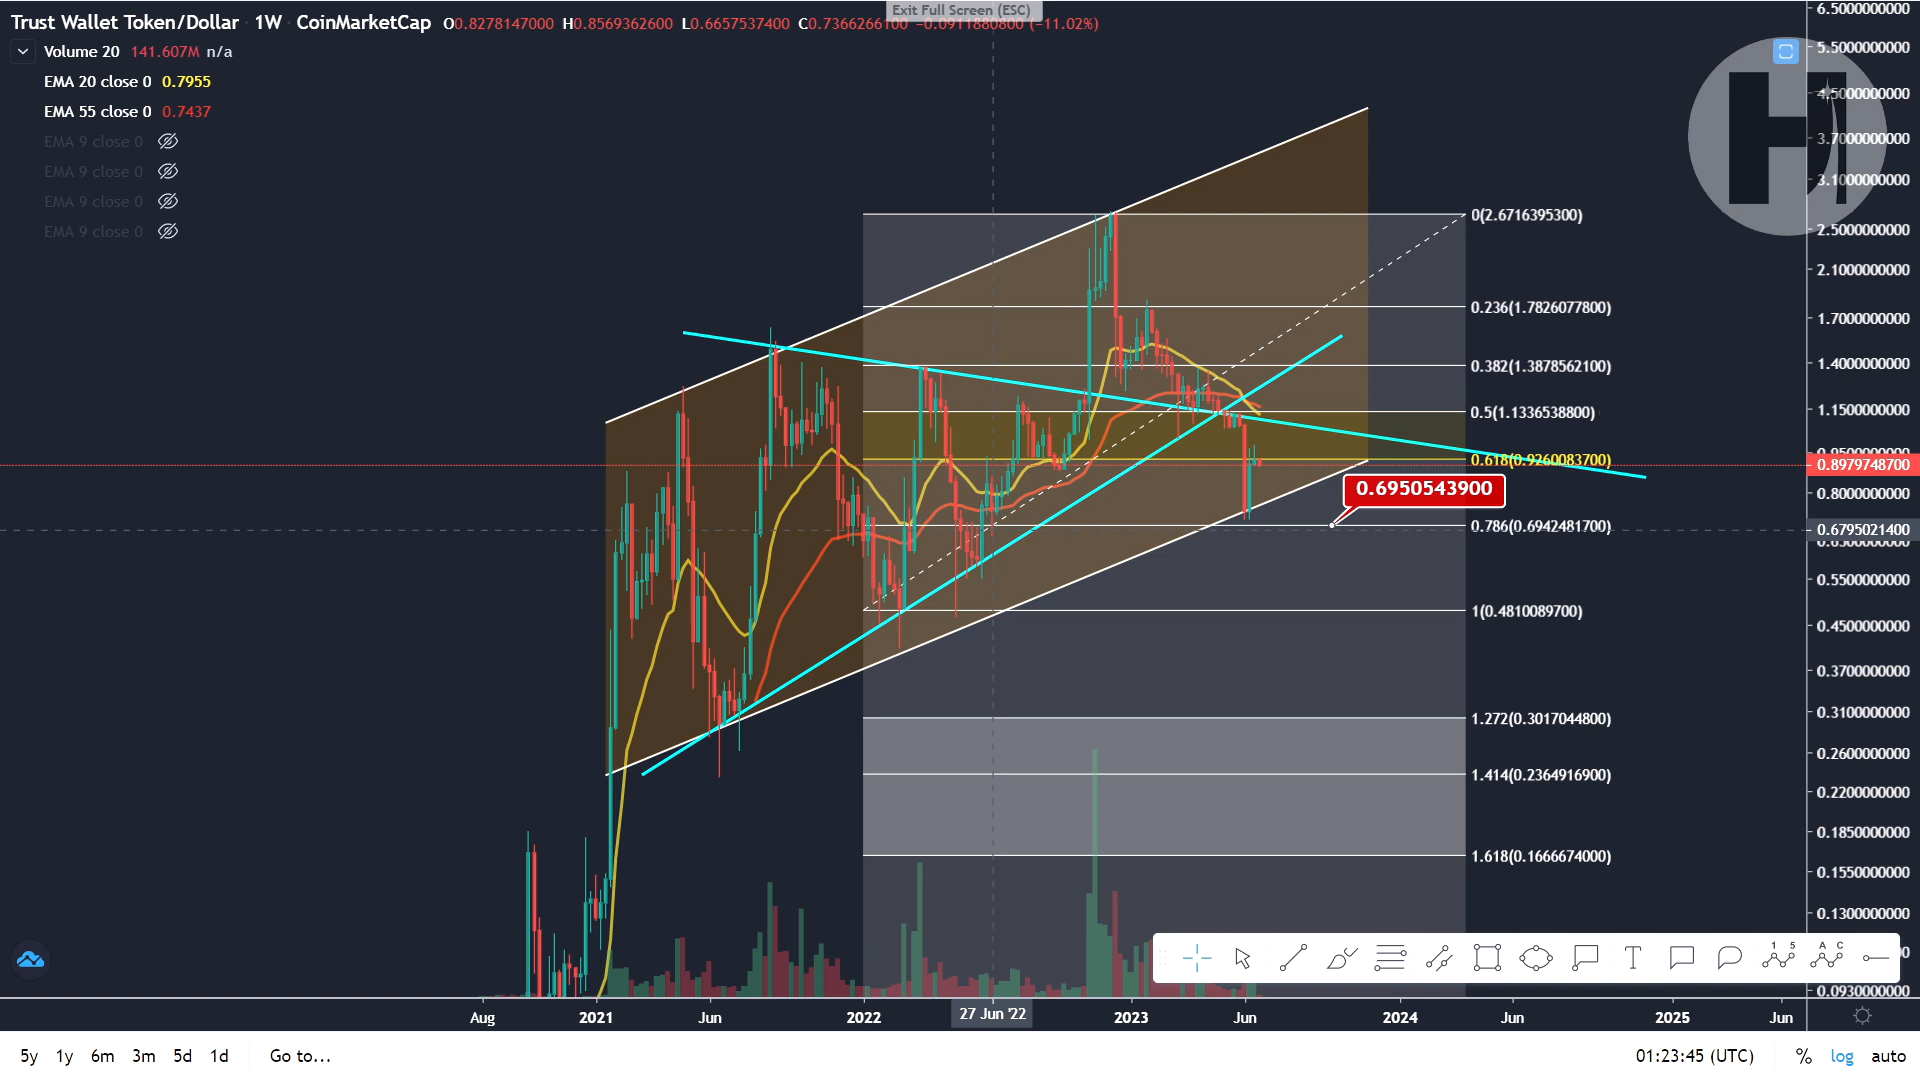 Exit Full Screen (ESC)
Trust Wallet Token/Dollar 1W CoinMarketCap O0.8278147000 H0.8569362600 L0.6657537400 C0.7366266100 −0.0911880800 (−11.02%)
Volume 20 141.607M n/a
EMA 20 close 0 0.7955
EMA 55 close 0 0.7437
EMA 9 close 0
EMA 9 close 0
EMA 9 close 0
EMA 9 close 0
0(2.6716395300)
0.236(1.7826077800)
0.382(1.3878562100)
0.5(1.1336538800)
0.618(0.9260083700)
0.6950543900
0.786(0.6942481700)
1(0.4810089700)
1.272(0.3017044800)
1.414(0.2364916900)
1.618(0.1666674000)
6.5000000000
5.5000000000
4.5000000000
3.7000000000
3.1000000000
2.5000000000
2.1000000000
1.7000000000
1.4000000000
1.1500000000
0.8979748700
0.8000000000
0.6795021400
0.5500000000
0.4500000000
0.3700000000
0.3100000000
0.2600000000
0.2200000000
0.1850000000
0.1550000000
0.1300000000
0.0930000000
H
T
1 5
A C
Aug 2021 Jun 2022 27 Jun '22 2023 Jun 2024 Jun 2025 Jun
5y 1y 6m 3m 5d 1d Go to... 01:23:45 (UTC) % log auto